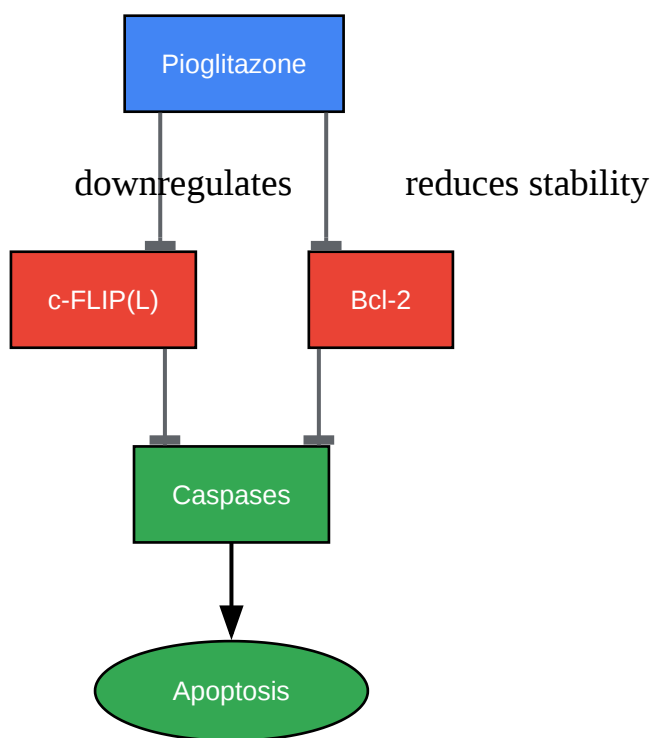 Pioglitazone
downregulates
reduces stability
c-FLIP(L)
Bcl-2
Caspases
Apoptosis